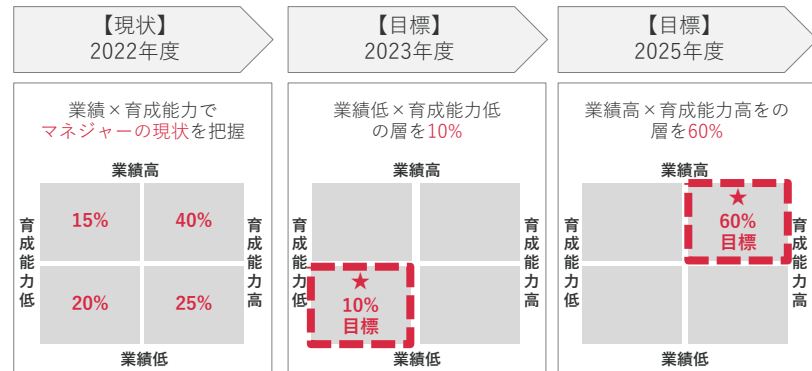 【現状】
2022年度
【目標】
2023年度
【目標】
2025年度
業績×育成能力で
マネジャーの現状を把握
業績高
育成能力低
15%
40%
20%
25%
育成能力高
業績低
業績低×育成能力低
の層を10%
業績高
育成能力低
★
10%
目標
育成能力高
業績低
業績高×育成能力高をの
層を60%
業績高
育成能力低
★
60%
目標
育成能力高
業績低